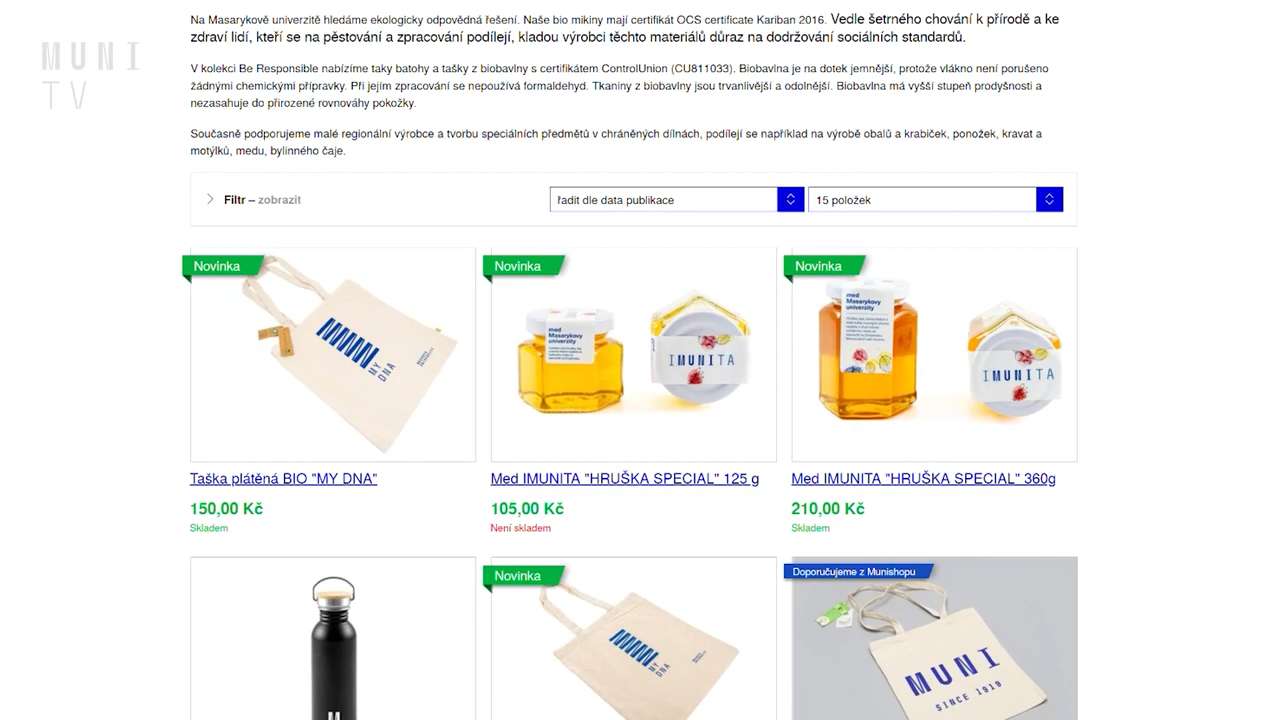 Na Masarykově univerzitě hledáme ekologicky odpovědná řešení. Naše bio mikiny mají certifikát OCS certificate Kariban 2016. Vedle šetrného chování k přírodě a ke
zdraví lidí, kteří se na pěstování a zpracování podílejí, kladou výrobci těchto materiálů důraz na dodržování sociálních standardů.
MUNI
TV
V kolekci Be Responsible nabízíme taky batohy a tašky z biobavlny s certifikátem ControlUnion (CU811033). Biobavlna je na dotek jemnější, protože vlákno není porušeno
žádnými chemickými přípravky. Při jejím zpracování se nepoužívá formaldehyd. Tkaniny z biobavlny jsou trvanlivější a odolnější. Biobavlna má vyšší stupeň prodyšnosti a
nezasahuje do přirozené rovnováhy pokožky.
Současně podporujeme malé regionální výrobce a tvorbu speciálních předmětů v chráněných dílnách, podílejí se například na výrobě obalů a krabiček, ponožek, kravat a
motýlků, medu, bylinného čaje.
Filtr – zobrazit
řadit dle data publikace
15 položek
Novinka
Novinka
Novinka
MY
DNA
med
Masarykovy
univerzity
IMUNITA
med
Masarykovy
univerzity
IMUNITA
Taška plátěná BIO "MY DNA"
Med IMUNITA "HRUŠKA SPECIAL" 125 g
Med IMUNITA "HRUŠKA SPECIAL" 360g
150,00 Kč
105,00 Kč
210,00 Kč
Skladem
Není skladem
Skladem
Novinka
Doporučujeme z Munishopu
MY
DNA
MUNI
SINCE 1919